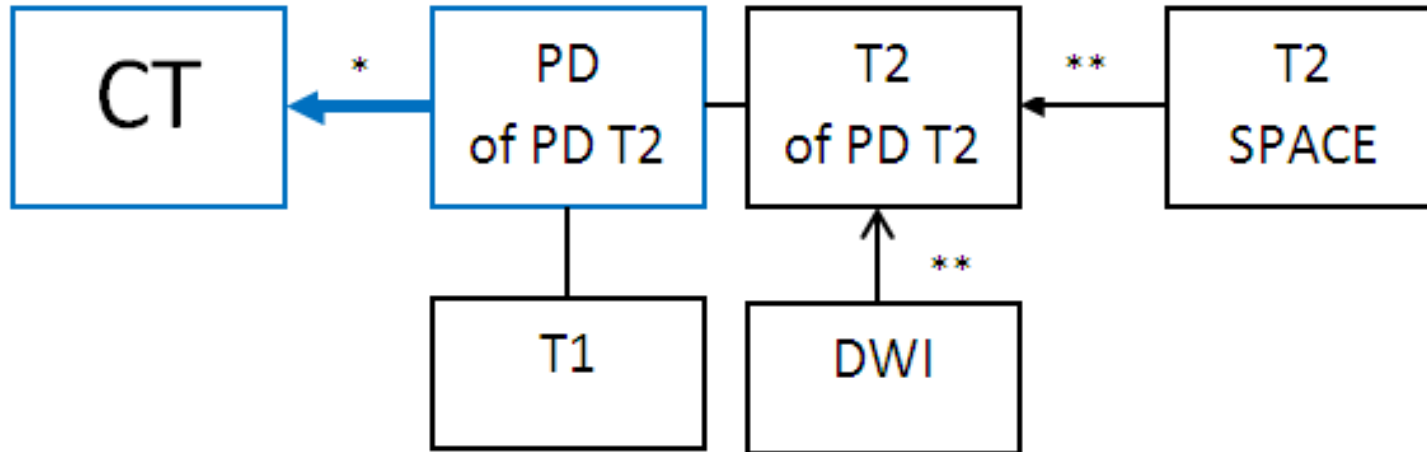 CT
*
PD
of PD T2
T2
of PD T2
**
T2
SPACE
T1
**
DWI